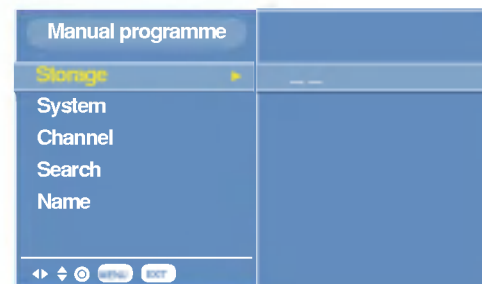 Manual programme
Storage
_ _
System
Channel
Search
Name
MENU EXIT